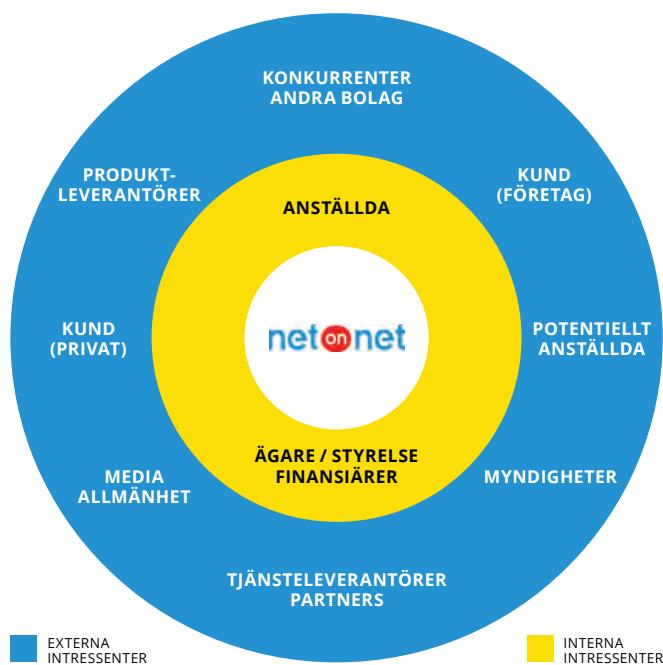 KONKURRENTER
ANDRA BOLAG
PRODUKT-
LEVERANTÖRER
KUND
(FÖRETAG)
ANSTÄLLDA
KUND
(PRIVAT)
netonnet
POTENTIELLT
ANSTÄLLDA
ÄGARE / STYRELSE
FINANSIÄRER
MEDIA
ALLMÄNHET
MYNDIGHETER
TJÄNSTELEVERANTÖRER
PARTNERS
EXTERNA
INTRESSENTER
INTERNA
INTRESSENTER